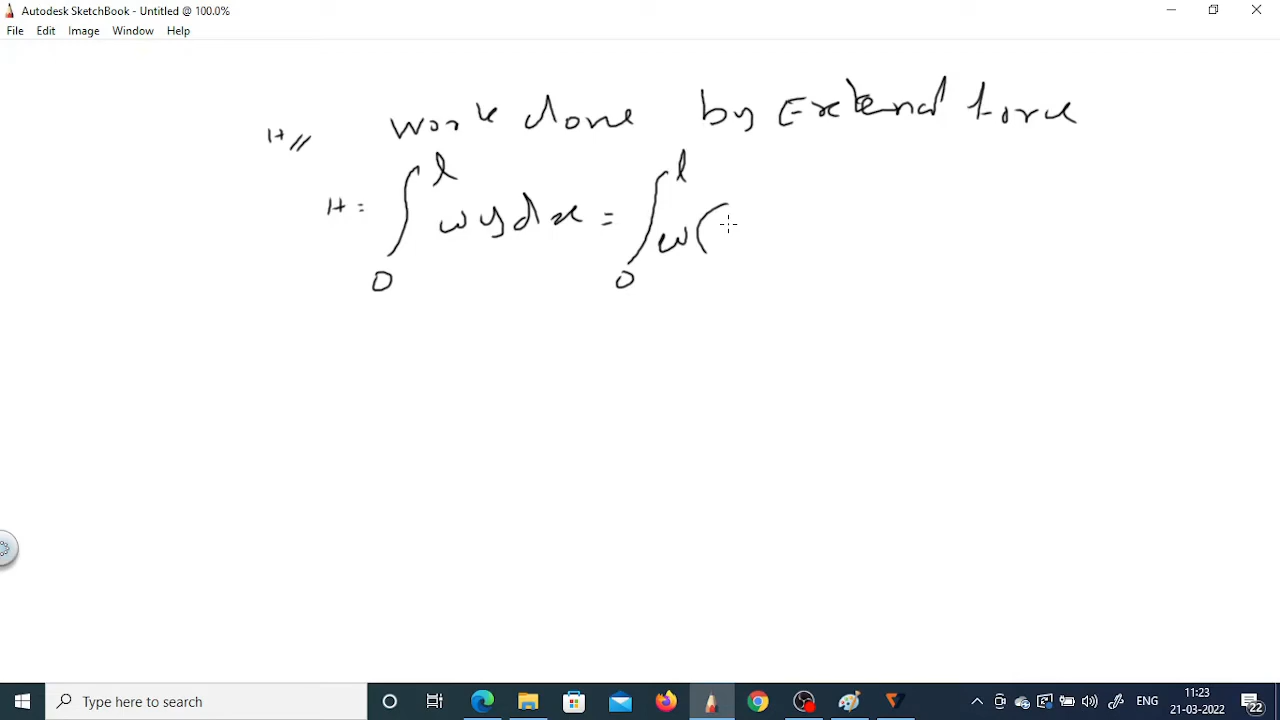 Autodesk SketchBook - Untitled @ 100.0%
File Edit Image Window Help
H// work done by External force
H = ∫₀ˡ ω y dx = ∫₀ˡ ω(
Type here to search
ENG
11:23
21-03-2022
22